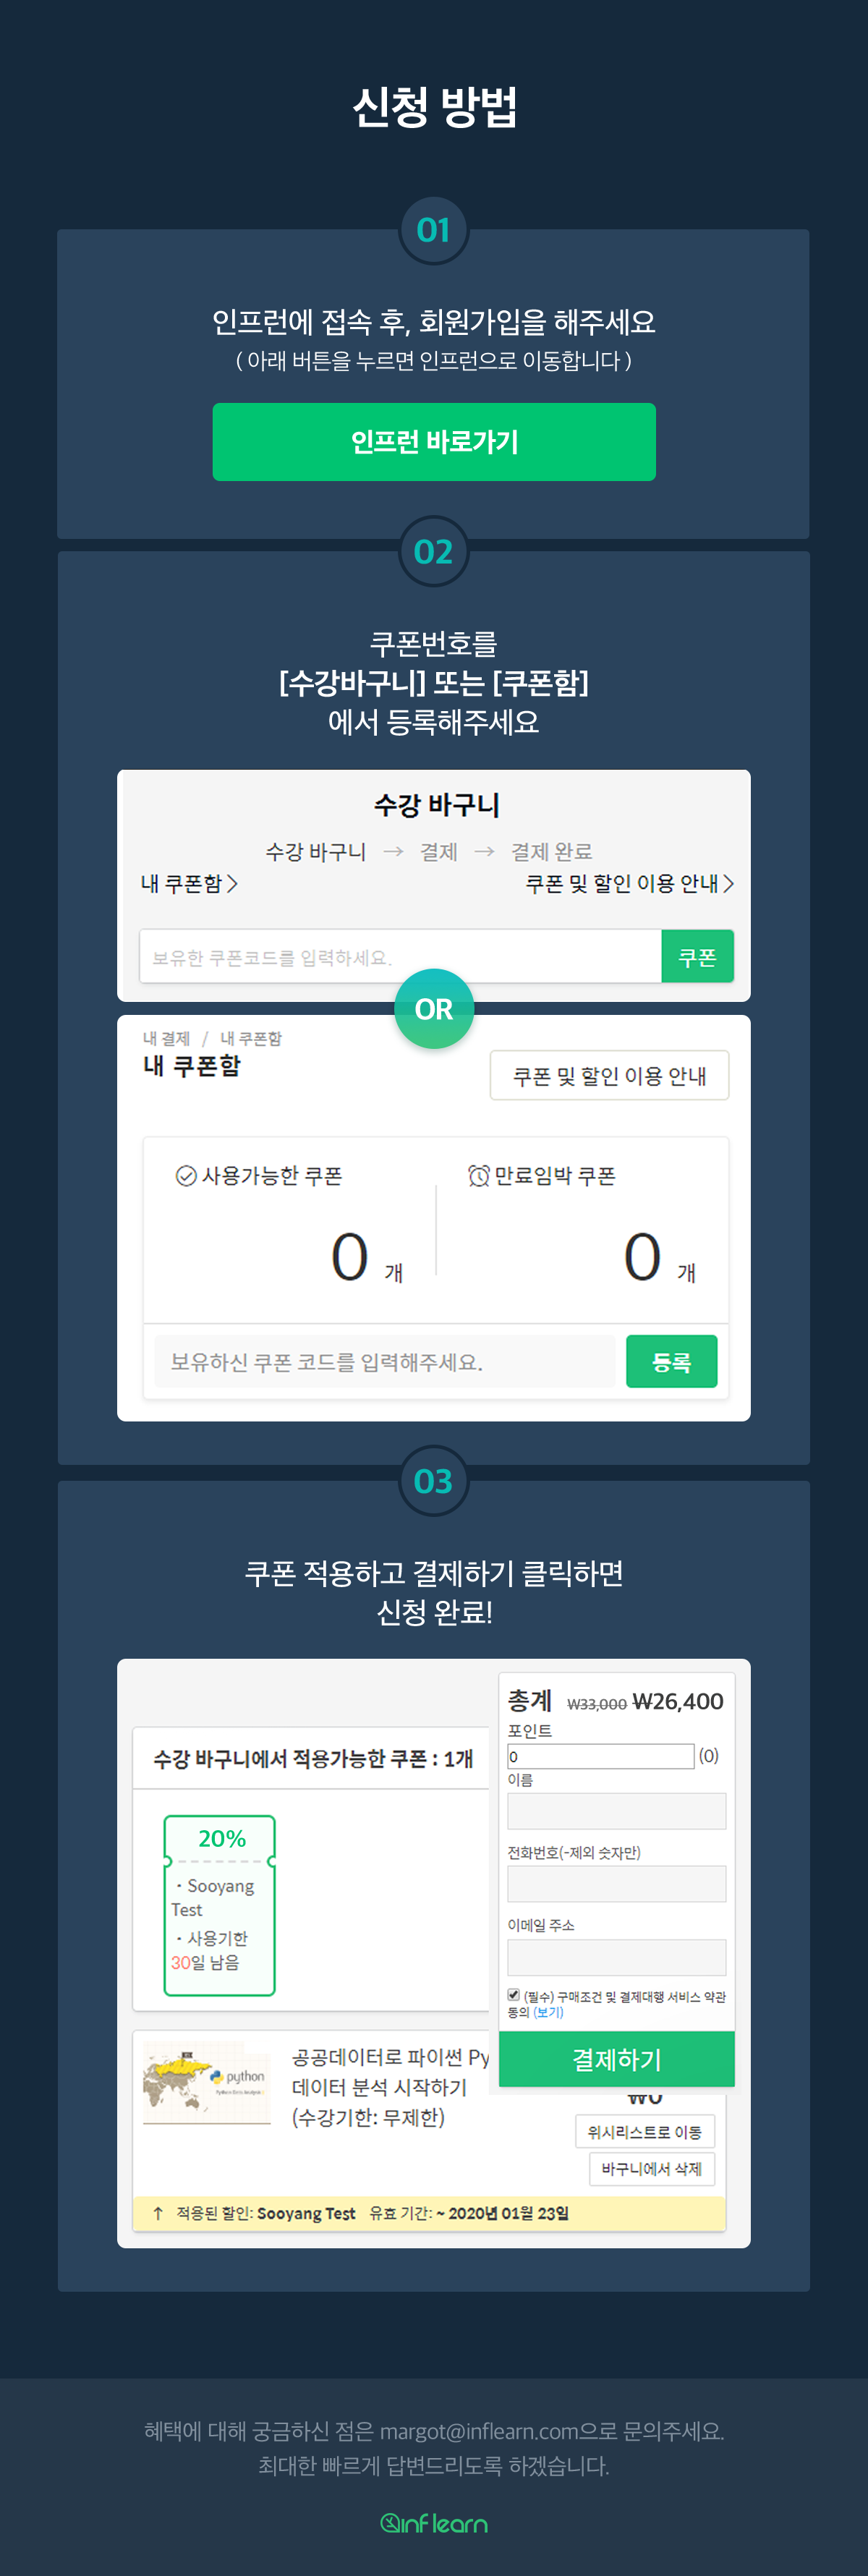 신청 방법
01
인프런에 접속 후, 회원가입을 해주세요
( 아래 버튼을 누르면 인프런으로 이동합니다 )
인프런 바로가기
02
쿠폰번호를
[수강바구니] 또는 [쿠폰함]
에서 등록해주세요
수강 바구니
수강 바구니 → 결제 → 결제 완료
내 쿠폰함 > 쿠폰 및 할인 이용 안내 >
보유한 쿠폰코드를 입력하세요. 쿠폰
OR
내 결제 / 내 쿠폰함
내 쿠폰함
쿠폰 및 할인 이용 안내
사용가능한 쿠폰 만료임박 쿠폰
0 개 0 개
보유하신 쿠폰 코드를 입력해주세요. 등록
03
쿠폰 적용하고 결제하기 클릭하면
신청 완료!
수강 바구니에서 적용가능한 쿠폰 : 1개
20%
· Sooyang
Test
· 사용기한
30일 남음
총계 ₩33,000 ₩26,400
포인트
0 (0)
이름
전화번호(-제외 숫자만)
이메일 주소
(필수) 구매조건 및 결제대행 서비스 약관
동의 (보기)
결제하기
python
공공데이터로 파이썬 Py
데이터 분석 시작하기
(수강기한: 무제한)
₩0
위시리스트로 이동
바구니에서 삭제
↑ 적용된 할인: Sooyang Test 유효 기간: ~ 2020년 01월 23일
혜택에 대해 궁금하신 점은 margot@inflearn.com으로 문의주세요.
최대한 빠르게 답변드리도록 하겠습니다.
inflearn